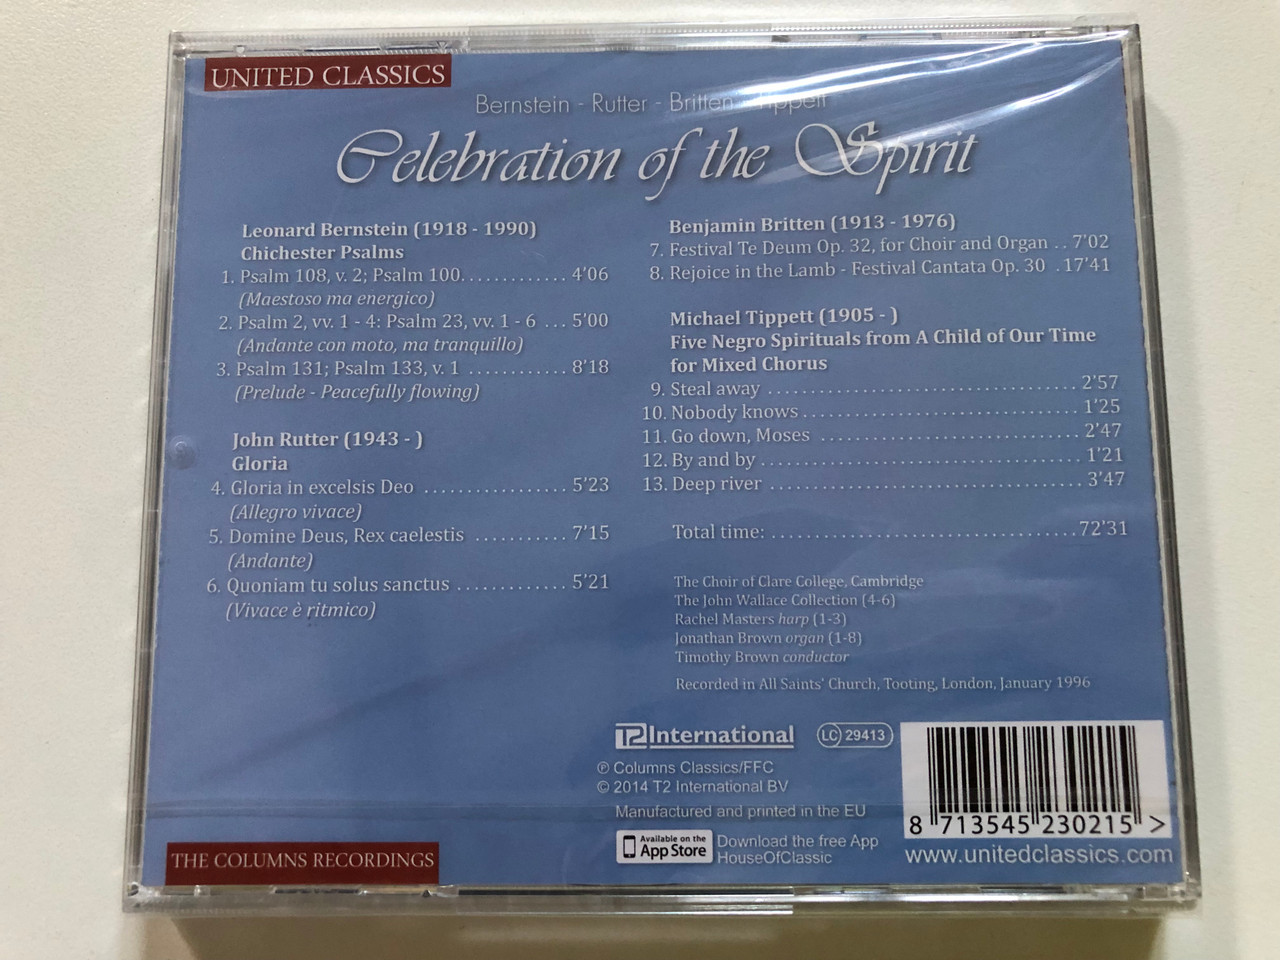 UNITED CLASSICS
Bernstein - Rutter - Britten - Tippett
Celebration of the Spirit
Leonard Bernstein (1918 - 1990)
Chichester Psalms
1. Psalm 108, v. 2; Psalm 100............. 4'06
(Maestoso ma energico)
2. Psalm 2, vv. 1 - 4: Psalm 23, vv. 1 - 6 ... 5'00
(Andante con moto, ma tranquillo)
3. Psalm 131; Psalm 133, v. 1 ............ 8'18
(Prelude - Peacefully flowing)
John Rutter (1943 - )
Gloria
4. Gloria in excelsis Deo ................. 5'23
(Allegro vivace)
5. Domine Deus, Rex caelestis ........... 7'15
(Andante)
6. Quoniam tu solus sanctus ............. 5'21
(Vivace è ritmico)
Benjamin Britten (1913 - 1976)
7. Festival Te Deum Op. 32, for Choir and Organ .. 7'02
8. Rejoice in the Lamb - Festival Cantata Op. 30 .17'41
Michael Tippett (1905 - )
Five Negro Spirituals from A Child of Our Time
for Mixed Chorus
9. Steal away ..................................... 2'57
10. Nobody knows................................. 1'25
11. Go down, Moses ............................... 2'47
12. By and by ...................................... 1'21
13. Deep river ..................................... 3'47
Total time: .....................................72'31
The Choir of Clare College, Cambridge
The John Wallace Collection (4-6)
Rachel Masters harp (1-3)
Jonathan Brown organ (1-8)
Timothy Brown conductor
Recorded in All Saints' Church, Tooting, London, January 1996
T2 International LC 29413
℗ Columns Classics/FFC
© 2014 T2 International BV
Manufactured and printed in the EU
Available on the App Store
Download the free App
HouseOfClassic
8 713545 230215 >
www.unitedclassics.com
THE COLUMNS RECORDINGS